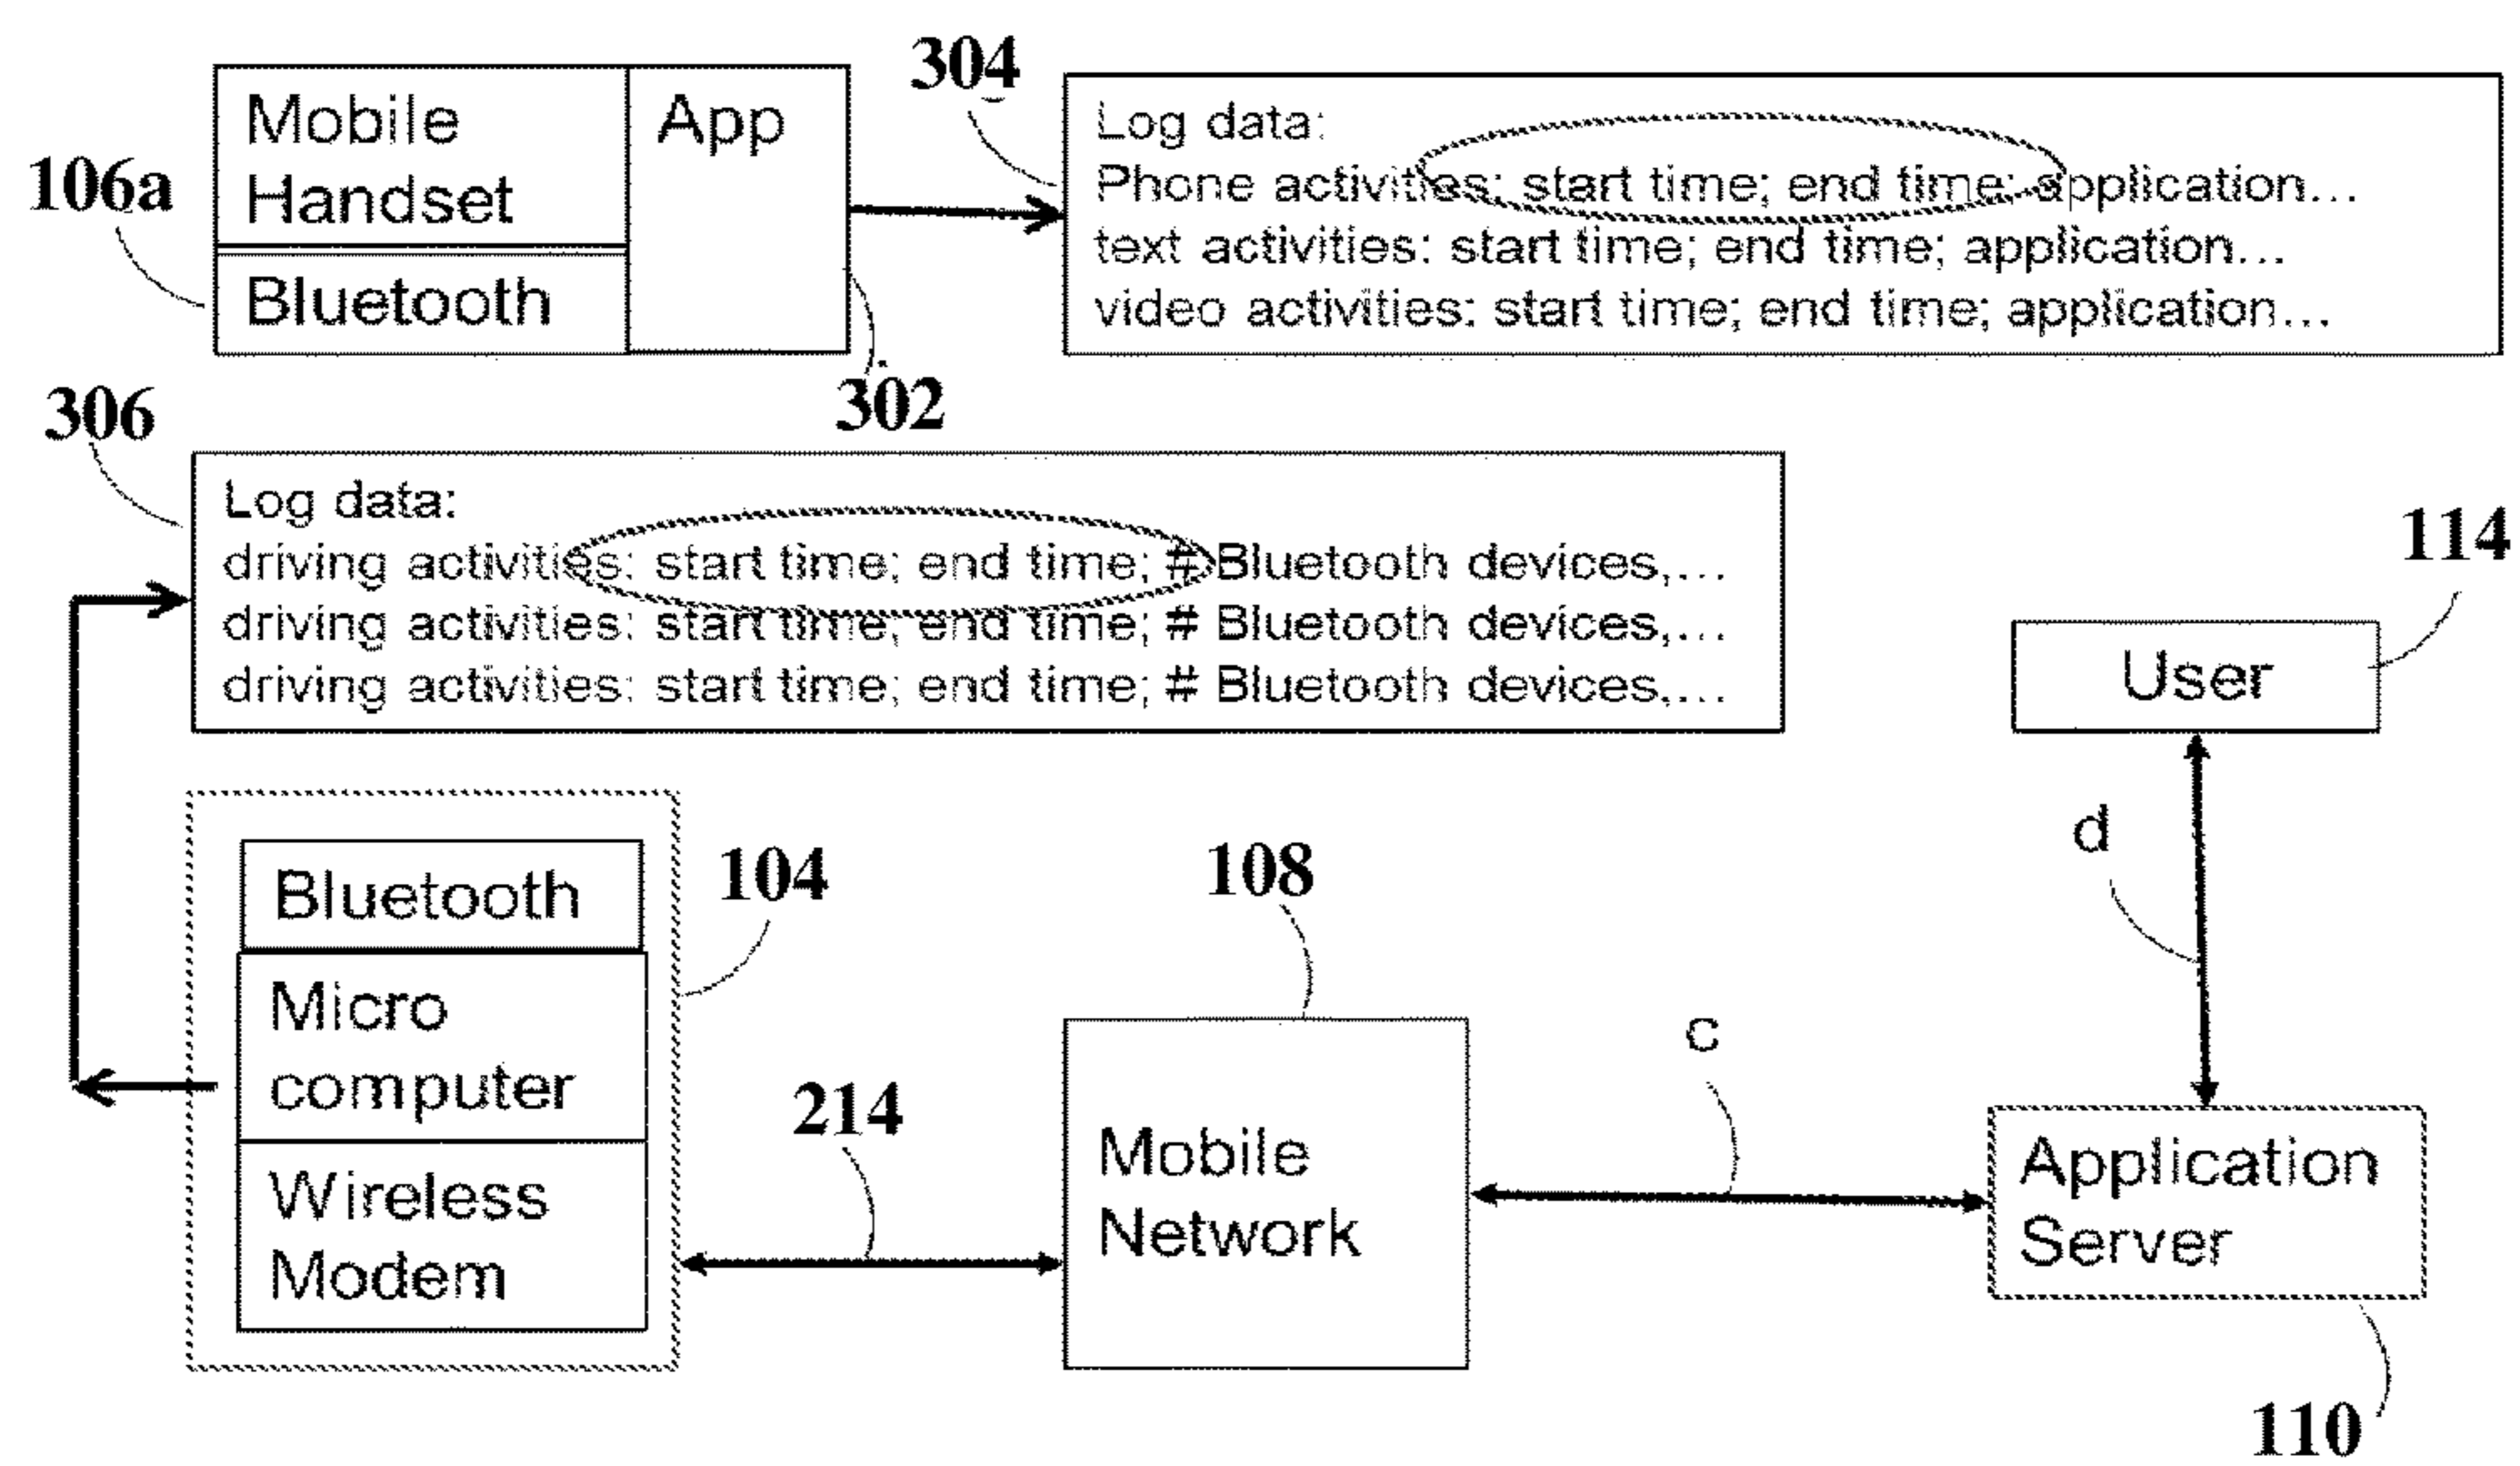 304
Mobile
Handset
App
106a
Bluetooth
302
Log data:
Phone activities: start time; end time; application...
text activities: start time; end time; application...
video activities: start time; end time; application...
306
Log data:
driving activities: start time; end time; # Bluetooth devices,...
driving activities: start time; end time; # Bluetooth devices,...
driving activities: start time; end time; # Bluetooth devices,...
114
User
d
Bluetooth
Micro
computer
Wireless
Modem
104
214
108
Mobile
Network
c
Application
Server
110